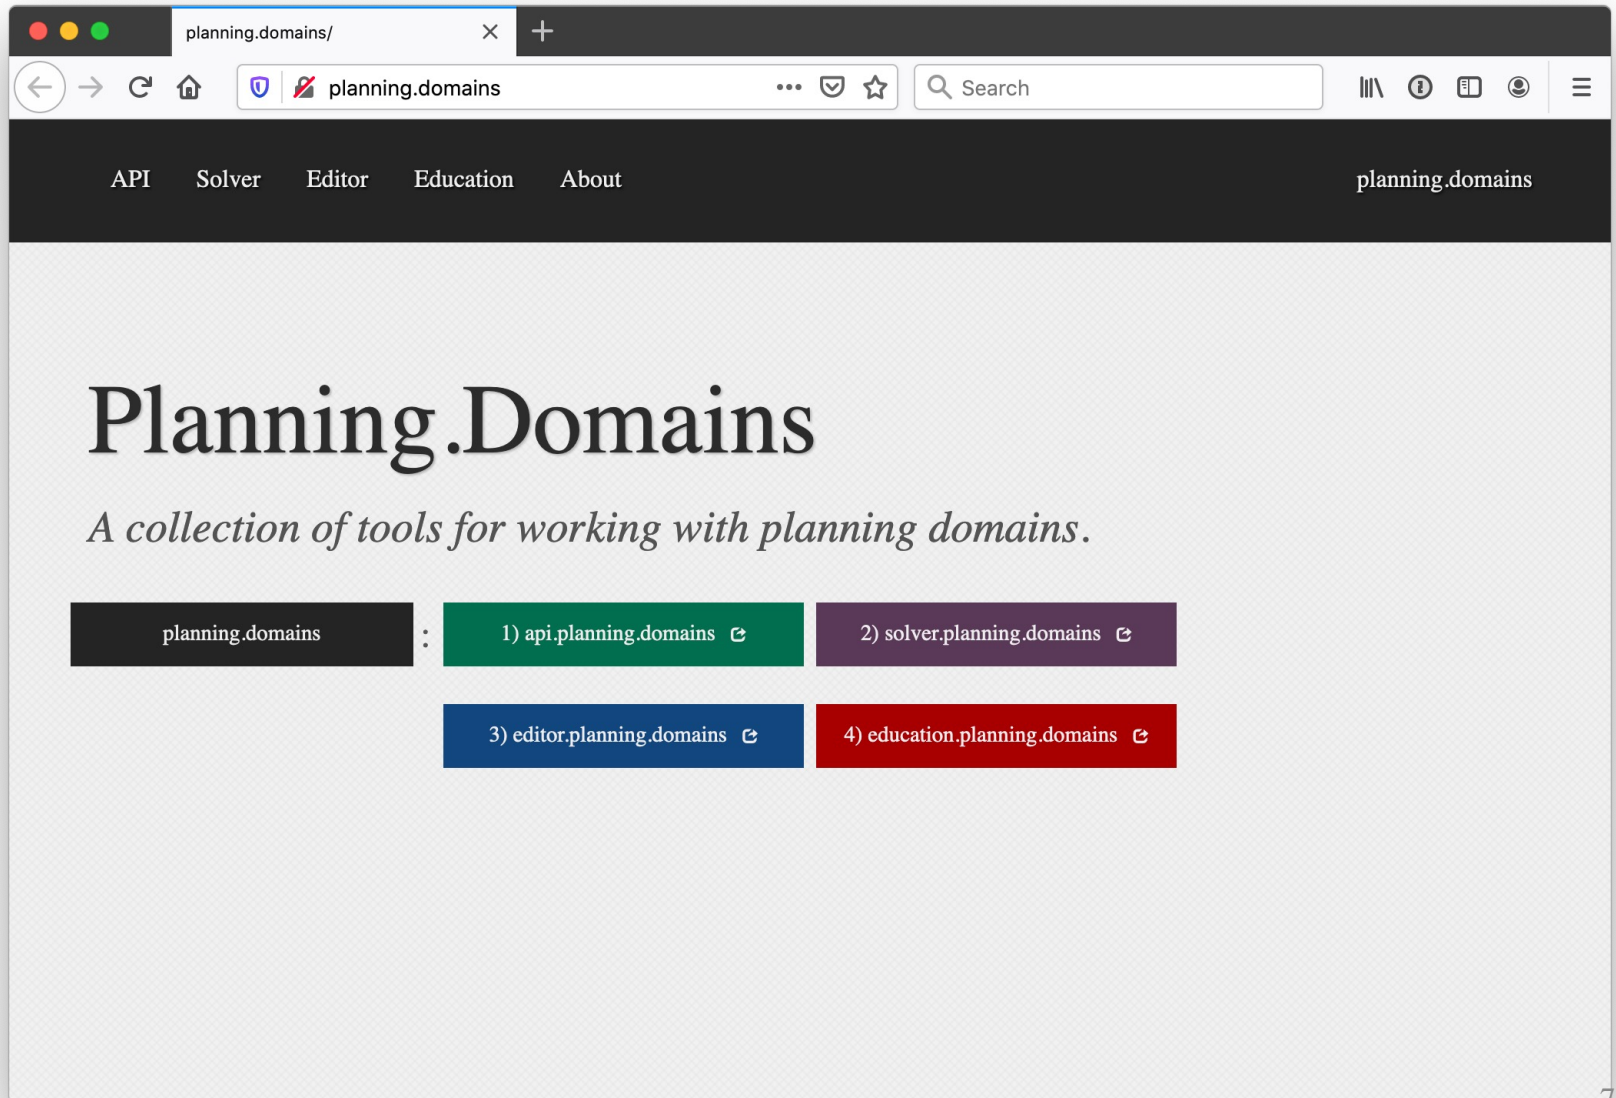 planning.domains/
planning.domains
Search
API Solver Editor Education About planning.domains
Planning.Domains
A collection of tools for working with planning domains.
planning.domains : 1) api.planning.domains 2) solver.planning.domains
3) editor.planning.domains 4) education.planning.domains
7